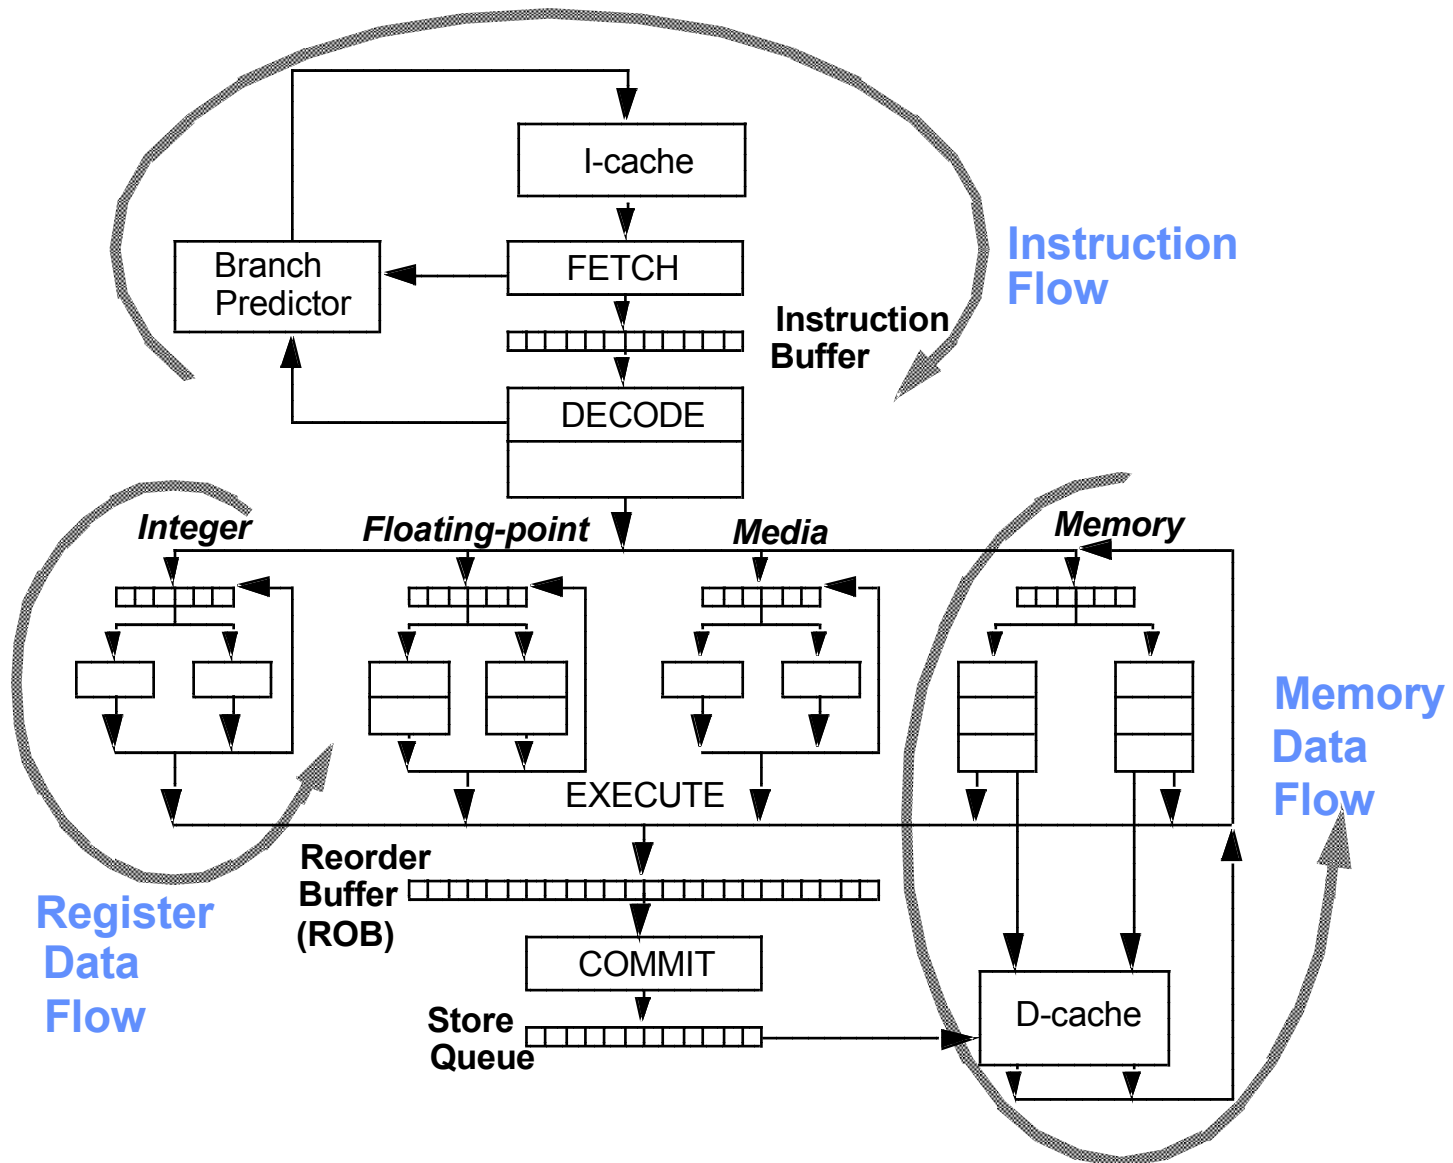 I-cache
Instruction
Flow
Branch
Predictor
FETCH
Instruction
Buffer
DECODE
Integer
Floating-point
Media
Memory
Memory
Data
Flow
EXECUTE
Reorder
Buffer
(ROB)
Register
Data
Flow
COMMIT
Store
Queue
D-cache